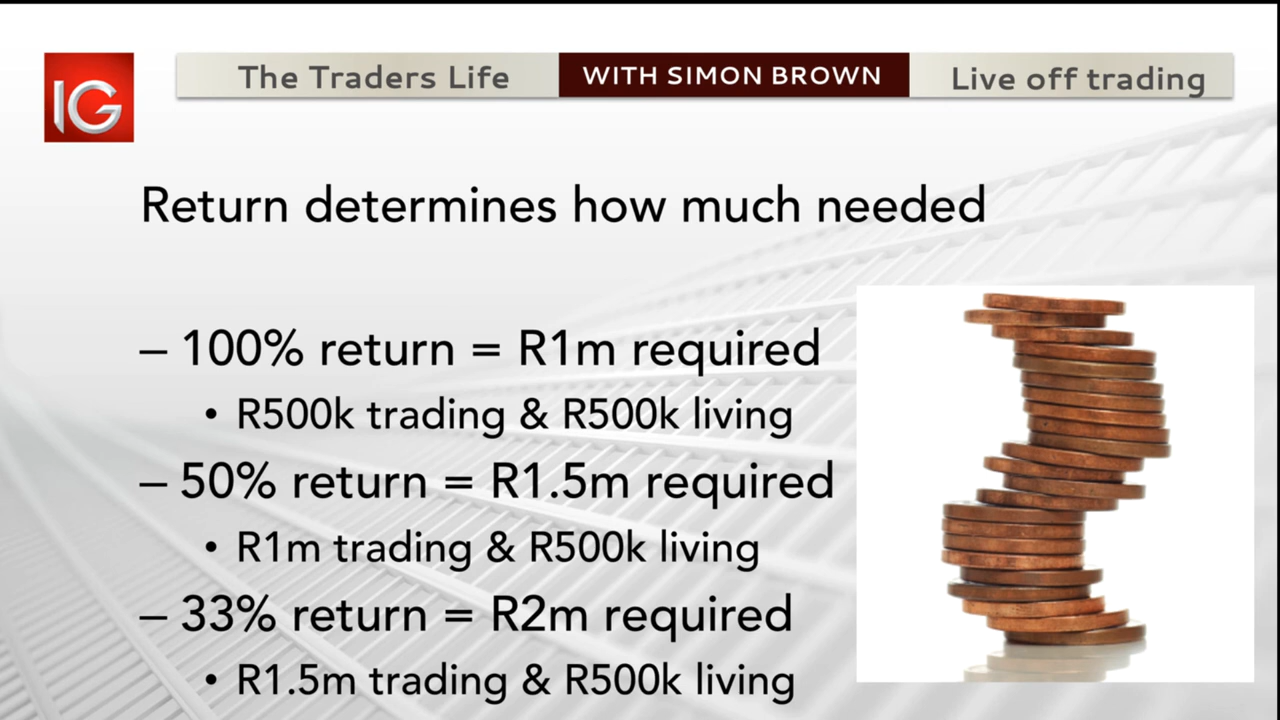 IG
The Traders Life
WITH SIMON BROWN
Live off trading
Return determines how much needed
– 100% return = R1m required
• R500k trading & R500k living
– 50% return = R1.5m required
• R1m trading & R500k living
– 33% return = R2m required
• R1.5m trading & R500k living